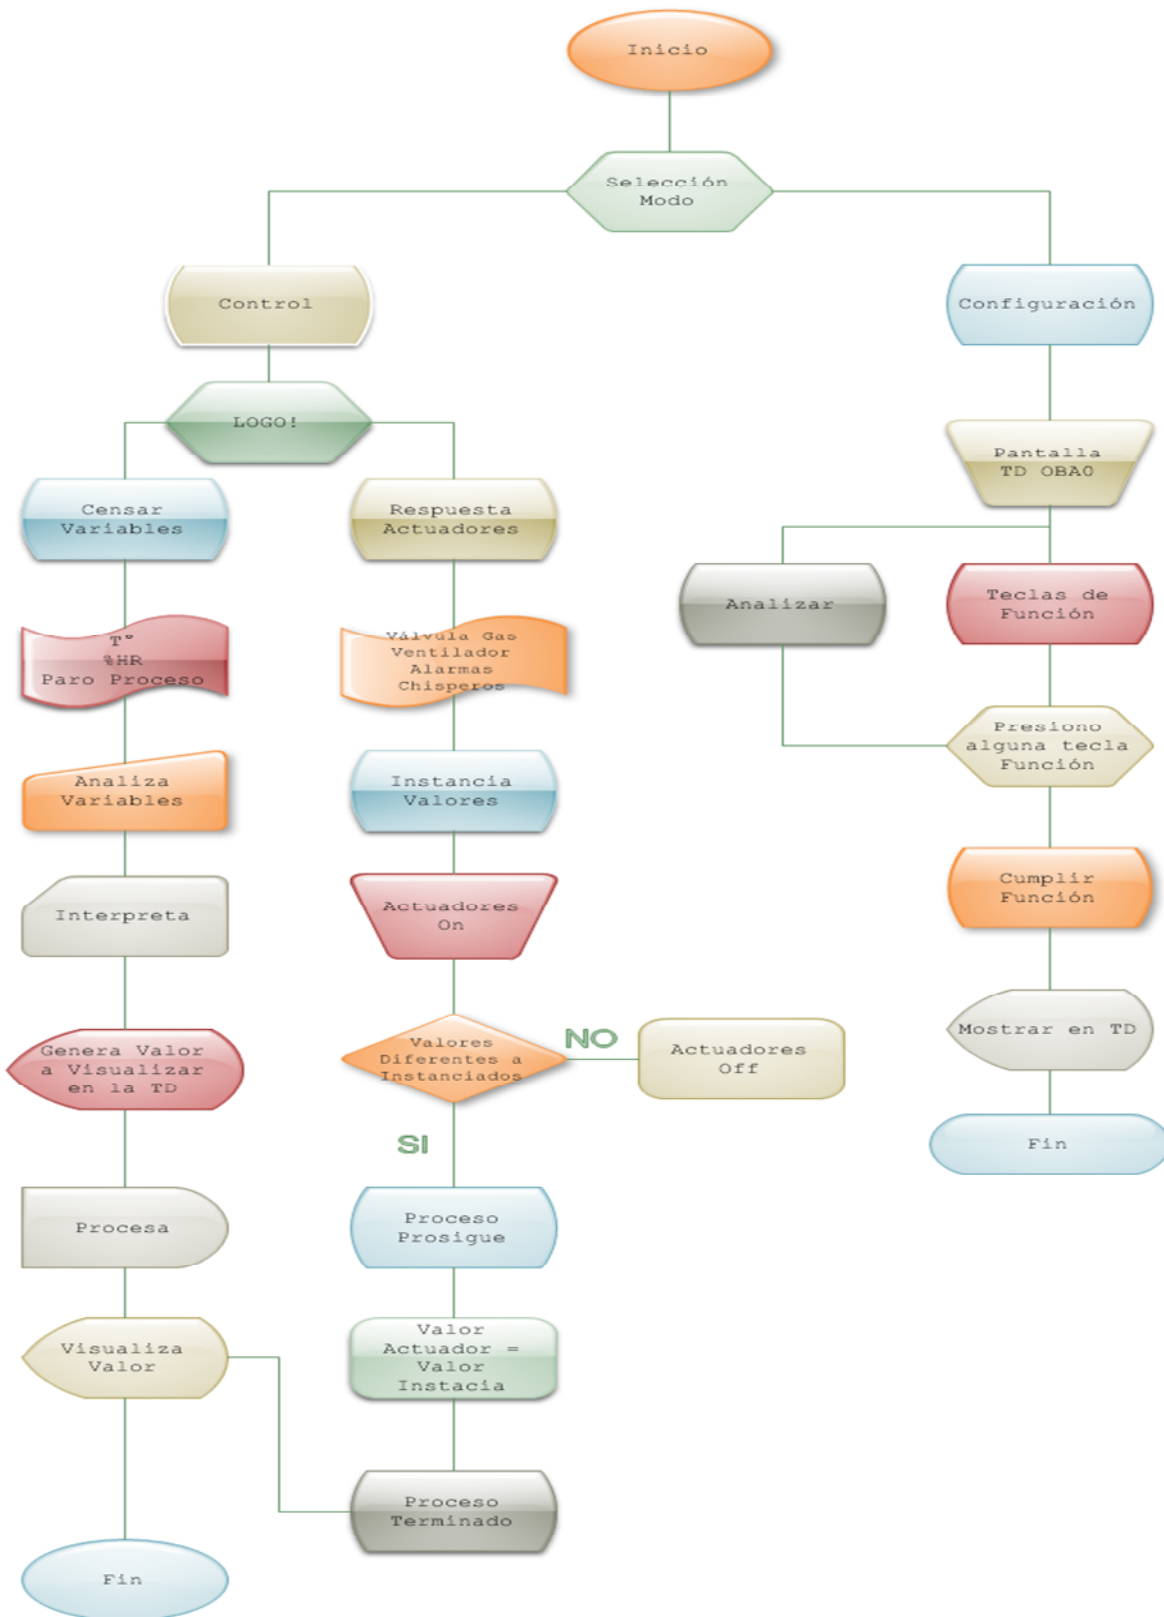 Inicio
Selección
Modo
Control
Configuración
LOGO!
Pantalla
TD OBA0
Censar
Variables
Respuesta
Actuadores
Analizar
Teclas de
Función
T°
%HR
Paro Proceso
Válvula Gas
Ventilador
Alarmas
Chisperos
Presiono
alguna tecla
Función
Analiza
Variables
Instancia
Valores
Cumplir
Función
Interpreta
Actuadores
On
Mostrar en TD
Genera Valor
a Visualizar
en la TD
Valores
Diferentes a
Instanciados
NO
Actuadores
Off
SI
Fin
Procesa
Proceso
Prosigue
Visualiza
Valor
Valor
Actuador =
Valor
Instacia
Proceso
Terminado
Fin